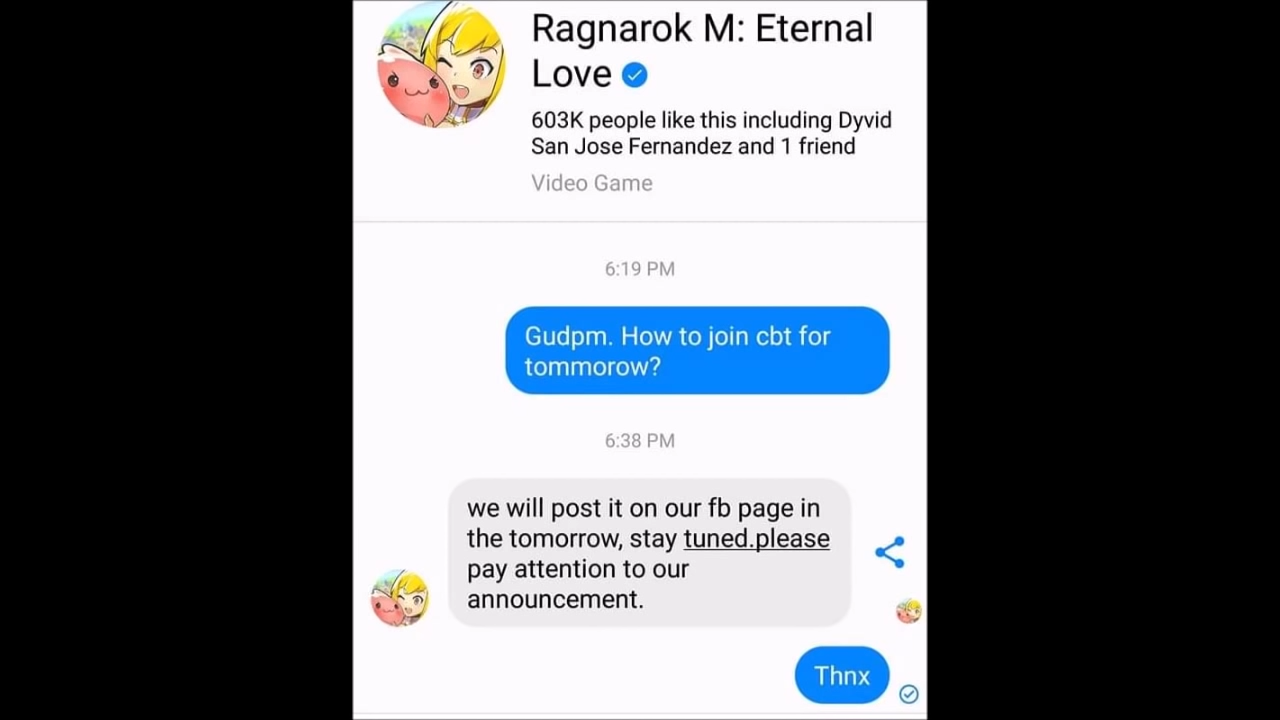 Ragnarok M: Eternal
Love
603K people like this including Dyvid
San Jose Fernandez and 1 friend
Video Game
6:19 PM
Gudpm. How to join cbt for
tommorow?
6:38 PM
we will post it on our fb page in
the tomorrow, stay tuned.please
pay attention to our
announcement.
Thnx